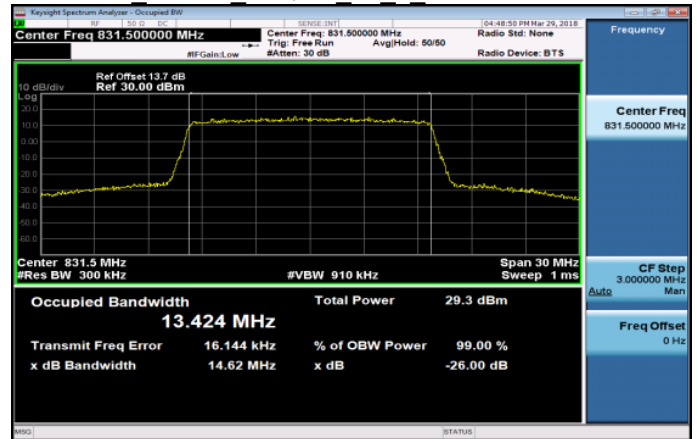 Keysight Spectrum Analyzer - Occupied BW
RF 50 Ω DC SENSE:INT 04:48:50 PM Mar 29, 2018
Center Freq 831.500000 MHz Center Freq: 831.500000 MHz Radio Std: None
Trig: Free Run Avg|Hold: 50/50
#IFGain:Low #Atten: 30 dB Radio Device: BTS
Ref Offset 13.7 dB
10 dB/div Ref 30.00 dBm
Log
20.0
10.0
0.00
-10.0
-20.0
-30.0
-40.0
-50.0
-60.0
Center 831.5 MHz Span 30 MHz
#Res BW 300 kHz #VBW 910 kHz Sweep 1 ms
Occupied Bandwidth Total Power 29.3 dBm
13.424 MHz
Transmit Freq Error 16.144 kHz % of OBW Power 99.00 %
x dB Bandwidth 14.62 MHz x dB -26.00 dB
MSG STATUS
Frequency
Center Freq
831.500000 MHz
CF Step
3.000000 MHz
Auto Man
Freq Offset
0 Hz